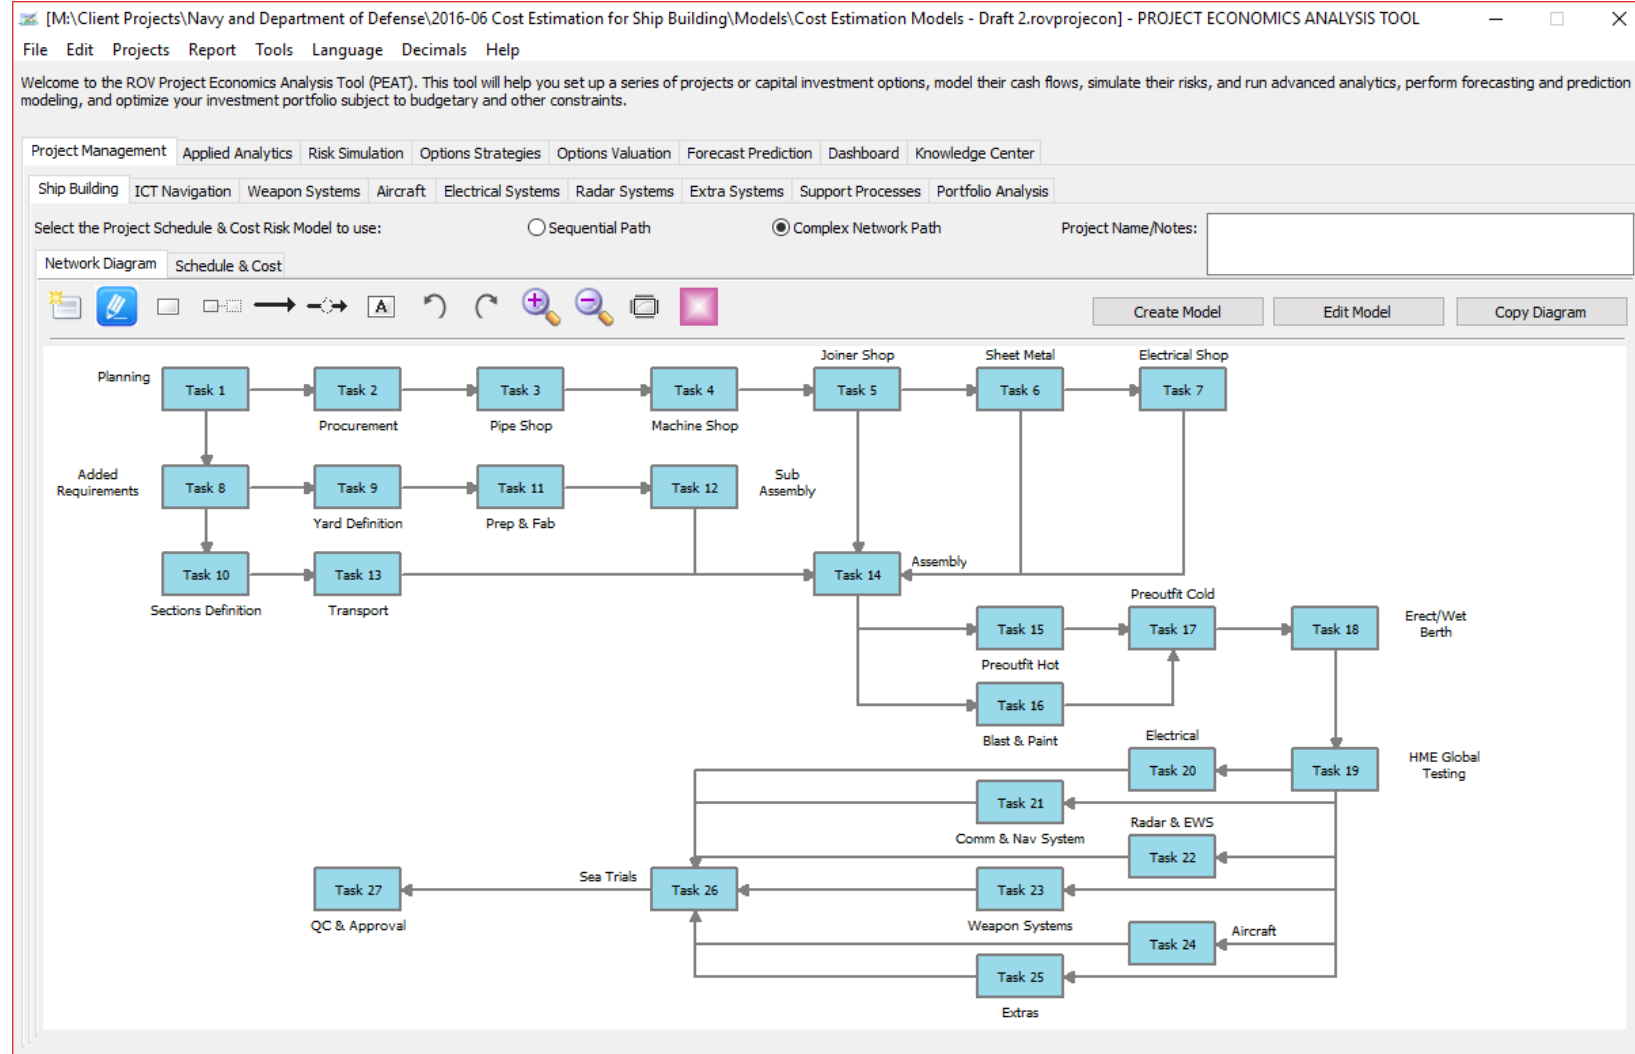 [M:\Client Projects\Navy and Department of Defense\2016-06 Cost Estimation for Ship Building\Models\Cost Estimation Models - Draft 2.rovprojecon] - PROJECT ECONOMICS ANALYSIS TOOL
File Edit Projects Report Tools Language Decimals Help
Welcome to the ROV Project Economics Analysis Tool (PEAT). This tool will help you set up a series of projects or capital investment options, model their cash flows, simulate their risks, and run advanced analytics, perform forecasting and prediction
modeling, and optimize your investment portfolio subject to budgetary and other constraints.
Project Management Applied Analytics Risk Simulation Options Strategies Options Valuation Forecast Prediction Dashboard Knowledge Center
Ship Building ICT Navigation Weapon Systems Aircraft Electrical Systems Radar Systems Extra Systems Support Processes Portfolio Analysis
Select the Project Schedule & Cost Risk Model to use: Sequential Path Complex Network Path Project Name/Notes:
Network Diagram Schedule & Cost
A Create Model Edit Model Copy Diagram
Joiner Shop Sheet Metal Electrical Shop
Planning
Task 1 Task 2 Task 3 Task 4 Task 5 Task 6 Task 7
Procurement Pipe Shop Machine Shop
Added
Requirements
Task 8 Task 9 Task 11 Task 12
Sub
Assembly
Yard Definition Prep & Fab
Task 10 Task 13 Task 14
Assembly
Sections Definition Transport
Preoutfit Cold
Task 15 Task 17 Task 18
Erect/Wet
Berth
Preoutfit Hot
Task 16
Blast & Paint
Electrical
Task 20 Task 19
HME Global
Testing
Task 21
Comm & Nav System
Radar & EWS
Task 22
Task 27 Sea Trials Task 26 Task 23
QC & Approval Weapon Systems
Task 24 Aircraft
Task 25
Extras